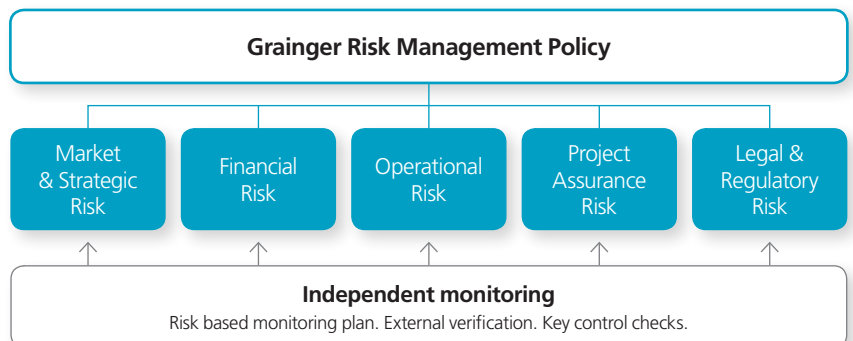 Grainger Risk Management Policy
Market
& Strategic
Risk
Financial
Risk
Operational
Risk
Project
Assurance
Risk
Legal &
Regulatory
Risk
Independent monitoring
Risk based monitoring plan. External verification. Key control checks.